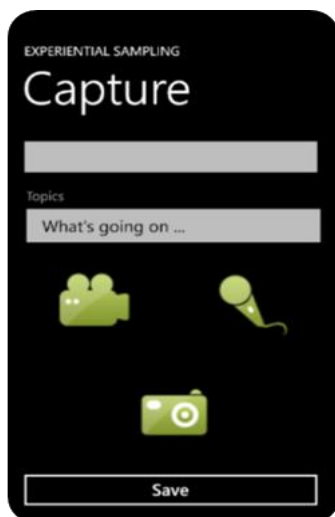 EXPERIENTIAL SAMPLING
Capture
Topics
What's going on ...
Save